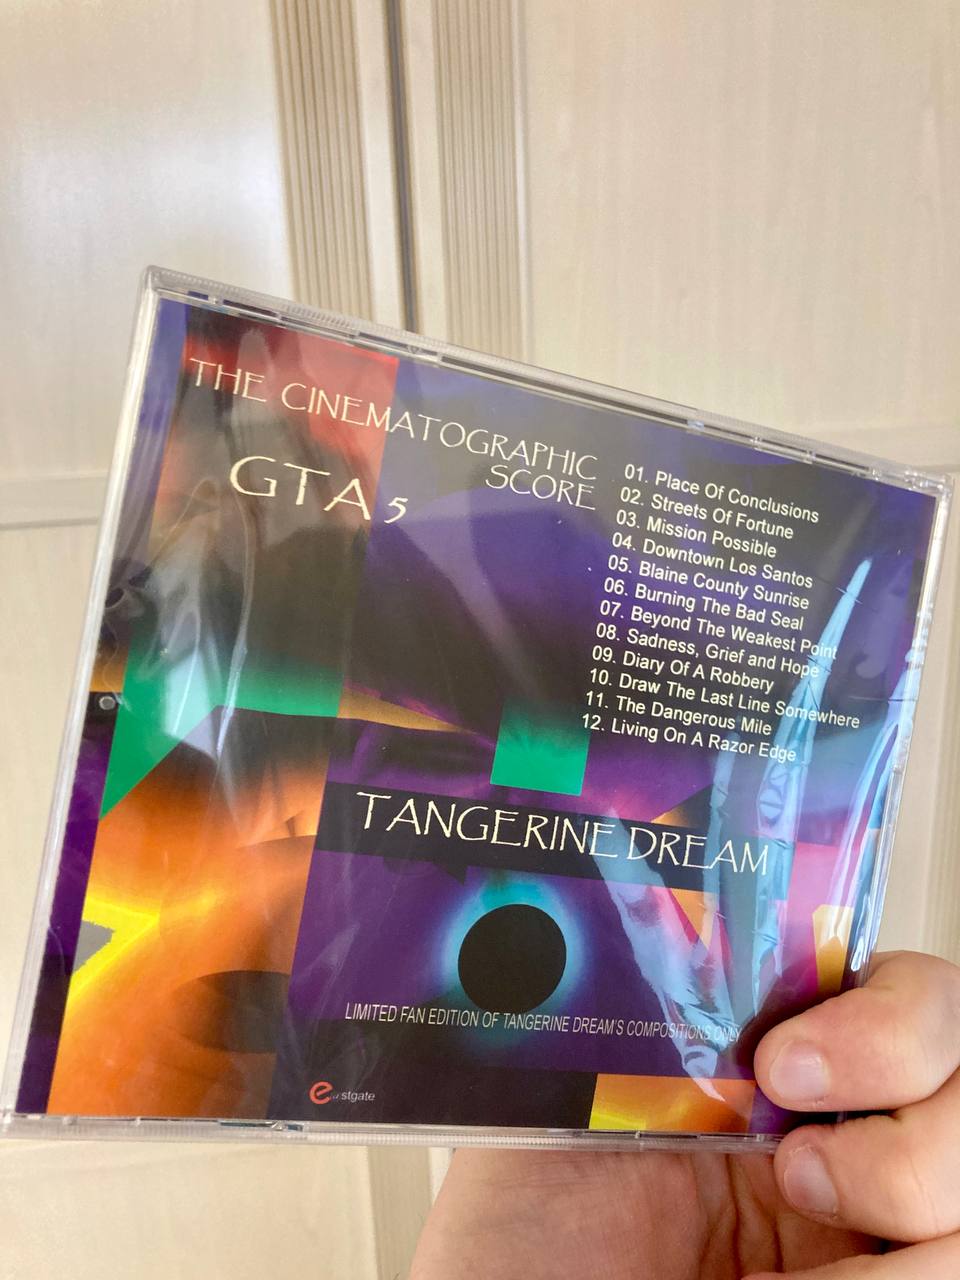 THE CINEMATOGRAPHIC
SCORE
GTA 5
01. Place Of Conclusions
02. Streets Of Fortune
03. Mission Possible
04. Downtown Los Santos
05. Blaine County Sunrise
06. Burning The Bad Seal
07. Beyond The Weakest Point
08. Sadness, Grief and Hope
09. Diary Of A Robbery
10. Draw The Last Line Somewhere
11. The Dangerous Mile
12. Living On A Razor Edge
TANGERINE DREAM
LIMITED FAN EDITION OF TANGERINE DREAM'S COMPOSITIONS ONLY
eastgate